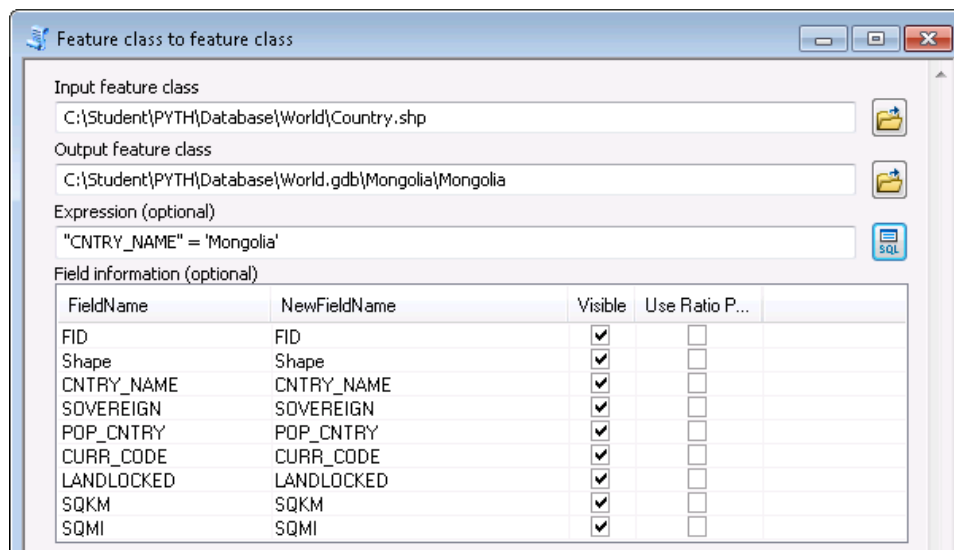 Feature class to feature class
Input feature class
C:\Student\PYTH\Database\World\Country.shp
Output feature class
C:\Student\PYTH\Database\World.gdb\Mongolia\Mongolia
Expression (optional)
"CNTRY_NAME" = 'Mongolia'
SQL
Field information (optional)
FieldName NewFieldName Visible Use Ratio P...
FID FID
Shape Shape
CNTRY_NAME CNTRY_NAME
SOVEREIGN SOVEREIGN
POP_CNTRY POP_CNTRY
CURR_CODE CURR_CODE
LANDLOCKED LANDLOCKED
SQKM SQKM
SQMI SQMI